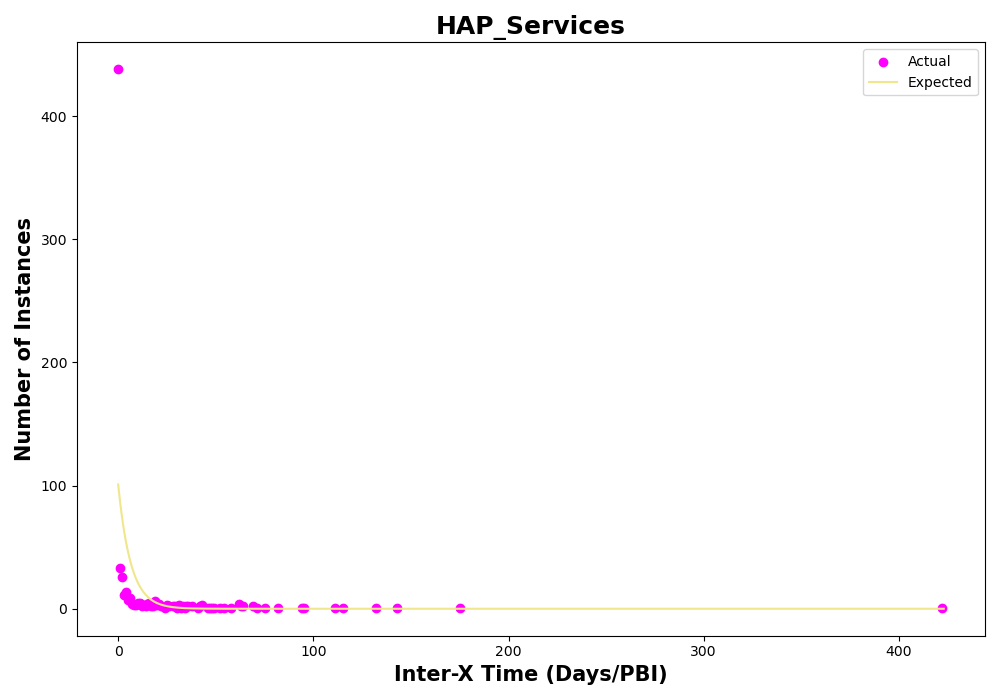 HAP_Services
Actual
Expected
Number of Instances
400
300
200
100
0
0 100 200 300 400
Inter-X Time (Days/PBI)